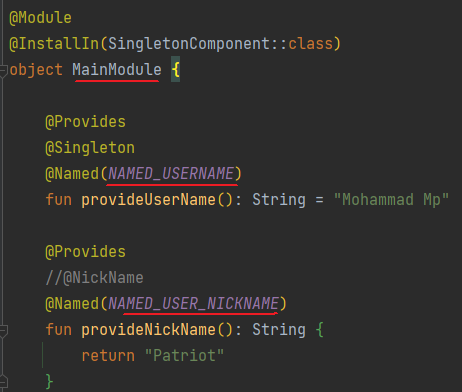 @Module
@InstallIn(SingletonComponent::class)
object MainModule {
@Provides
@Singleton
@Named(NAMED_USERNAME)
fun provideUserName(): String = "Mohammad Mp"
@Provides
//@NickName
@Named(NAMED_USER_NICKNAME)
fun provideNickName(): String {
return "Patriot"
}